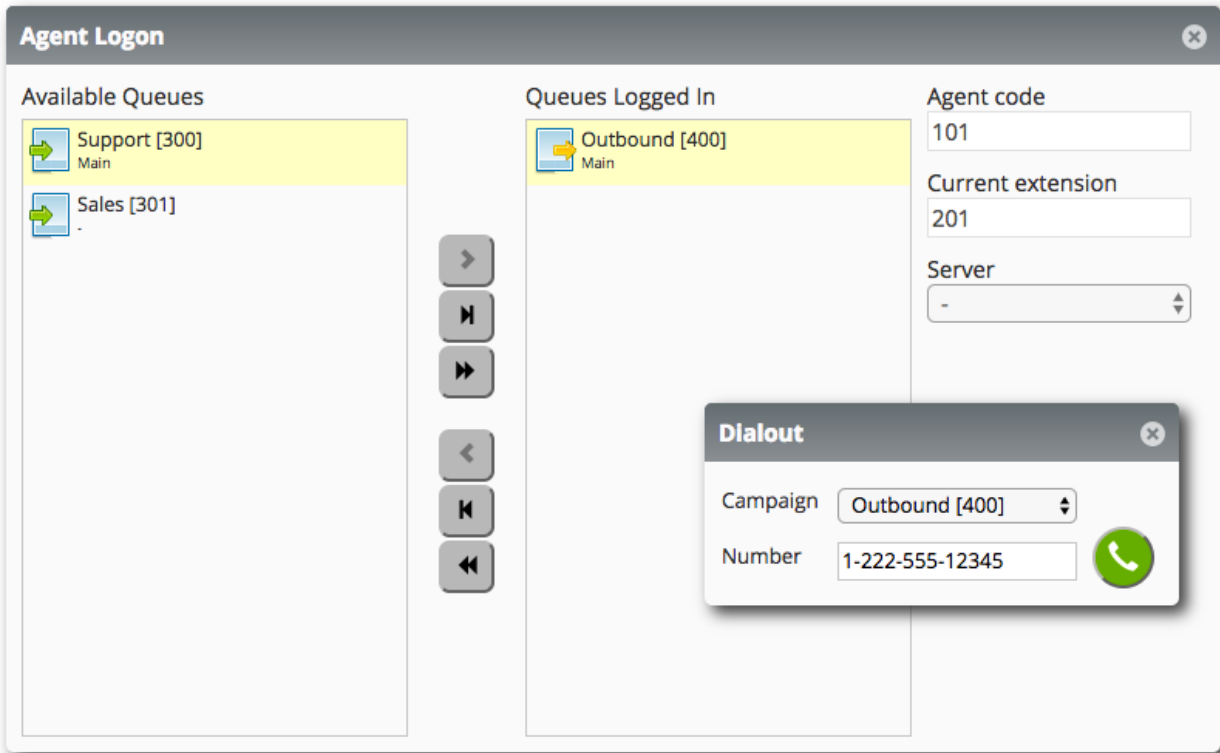 Agent Logon
Available Queues
Support [300]
Main
Sales [301]
-
Queues Logged In
Outbound [400]
Main
Agent code
101
Current extension
201
Server
-
Dialout
Campaign
Outbound [400]
Number
1-222-555-12345